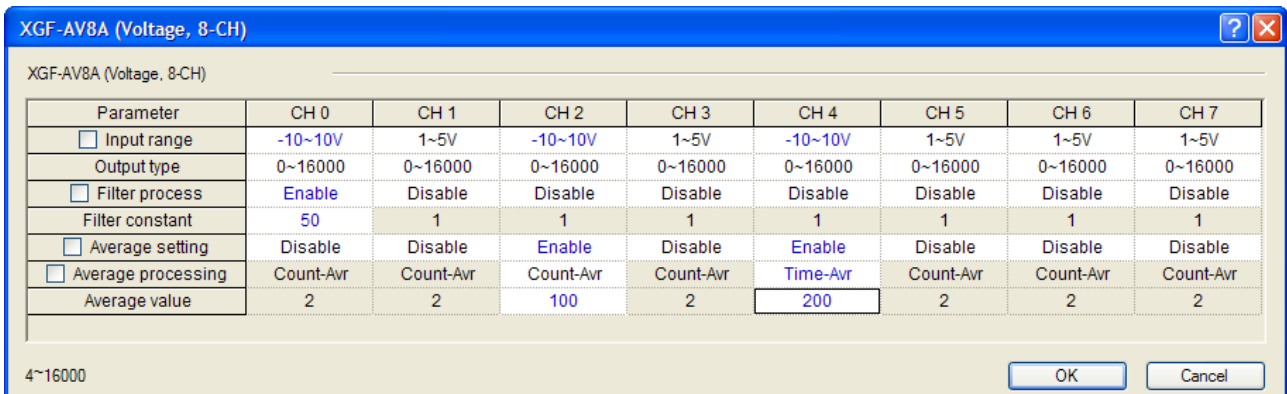 XGF-AV8A (Voltage, 8-CH)
XGF-AV8A (Voltage, 8-CH)
Parameter CH 0 CH 1 CH 2 CH 3 CH 4 CH 5 CH 6 CH 7
Input range -10~10V 1~5V -10~10V 1~5V -10~10V 1~5V 1~5V 1~5V
Output type 0~16000 0~16000 0~16000 0~16000 0~16000 0~16000 0~16000 0~16000
Filter process Enable Disable Disable Disable Disable Disable Disable Disable
Filter constant 50 1 1 1 1 1 1 1
Average setting Disable Disable Enable Disable Enable Disable Disable Disable
Average processing Count-Avr Count-Avr Count-Avr Count-Avr Time-Avr Count-Avr Count-Avr Count-Avr
Average value 2 2 100 2 200 2 2 2
4~16000 OK Cancel